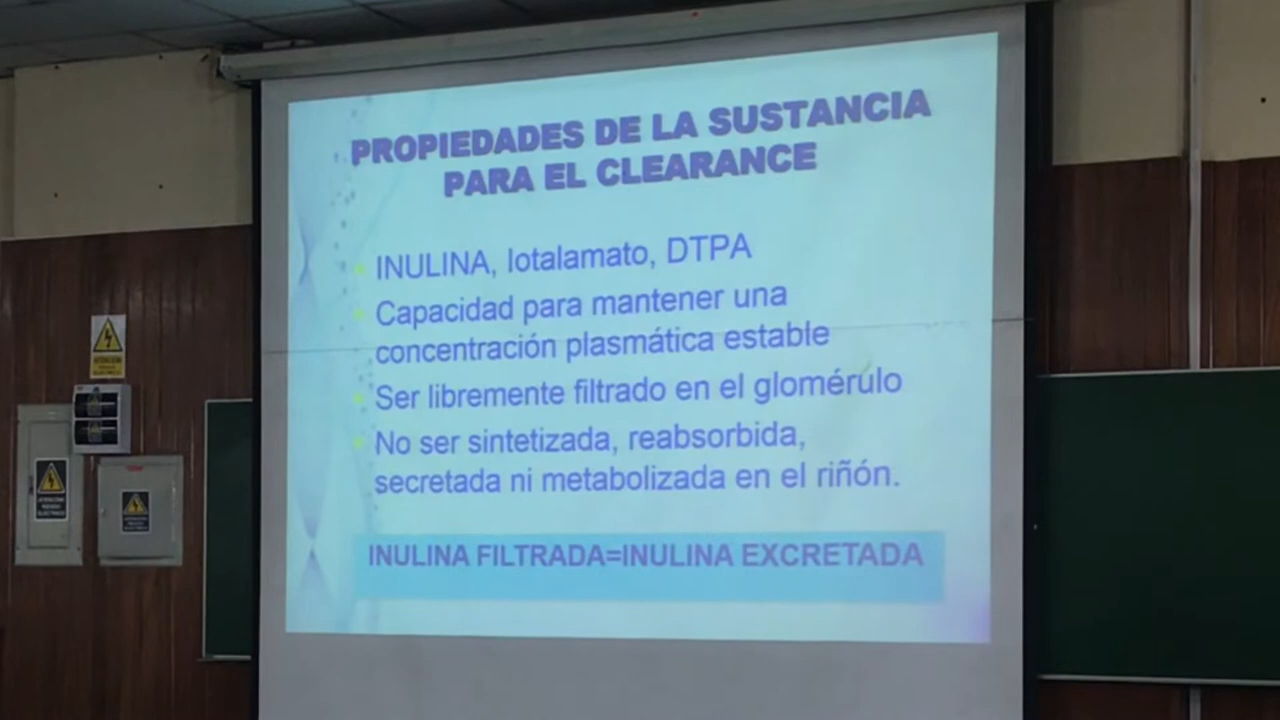 PROPIEDADES DE LA SUSTANCIA
PARA EL CLEARANCE
INULINA, Iotalamato, DTPA
Capacidad para mantener una
concentración plasmática estable
Ser libremente filtrado en el glomérulo
No ser sintetizada, reabsorbida,
secretada ni metabolizada en el riñón.
INULINA FILTRADA=INULINA EXCRETADA